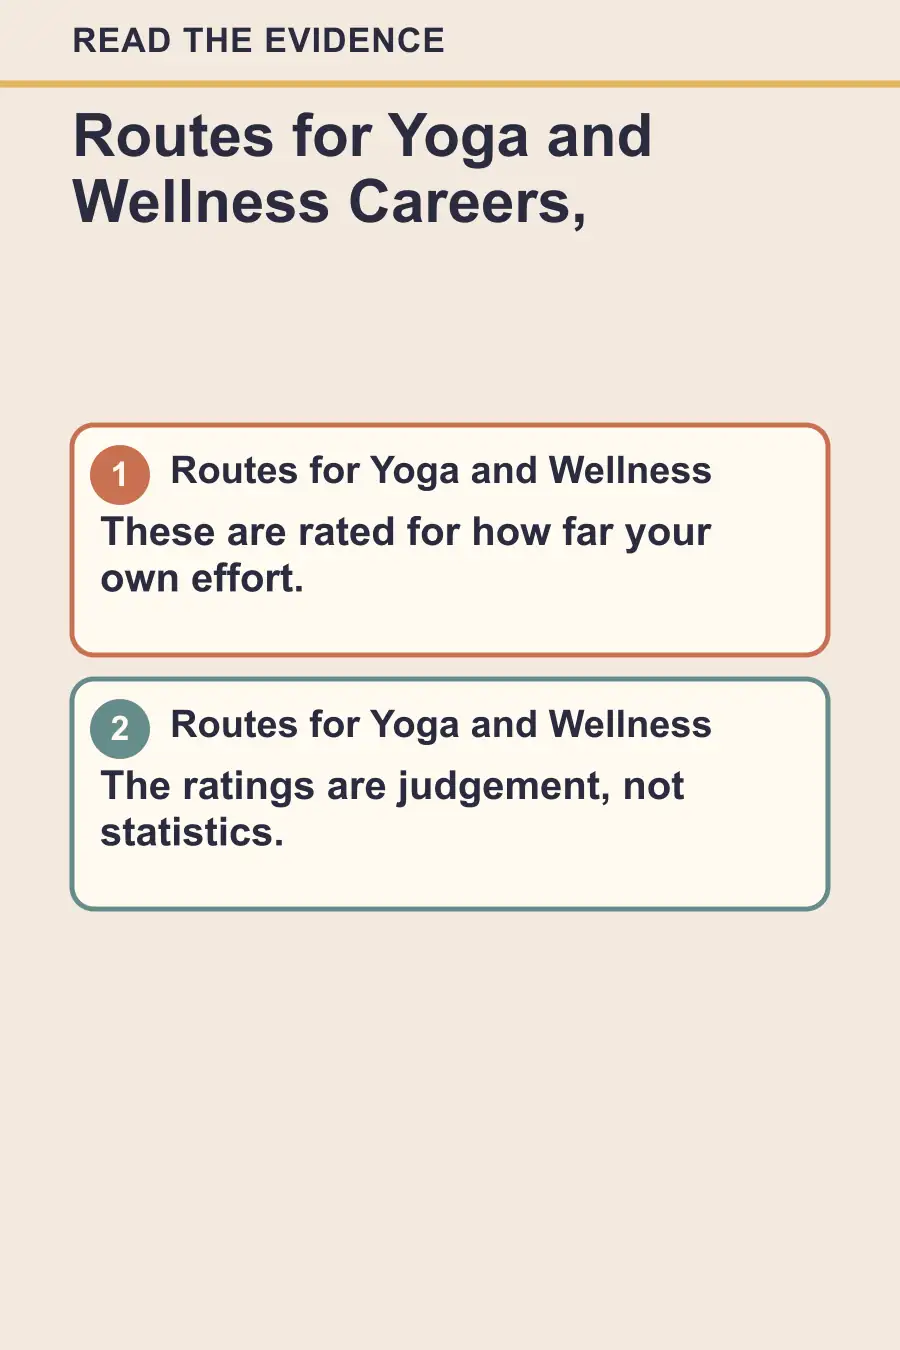 READ THE EVIDENCE
Routes for Yoga and
Wellness Careers,
1 Routes for Yoga and Wellness
These are rated for how far your
own effort.
2 Routes for Yoga and Wellness
The ratings are judgement, not
statistics.